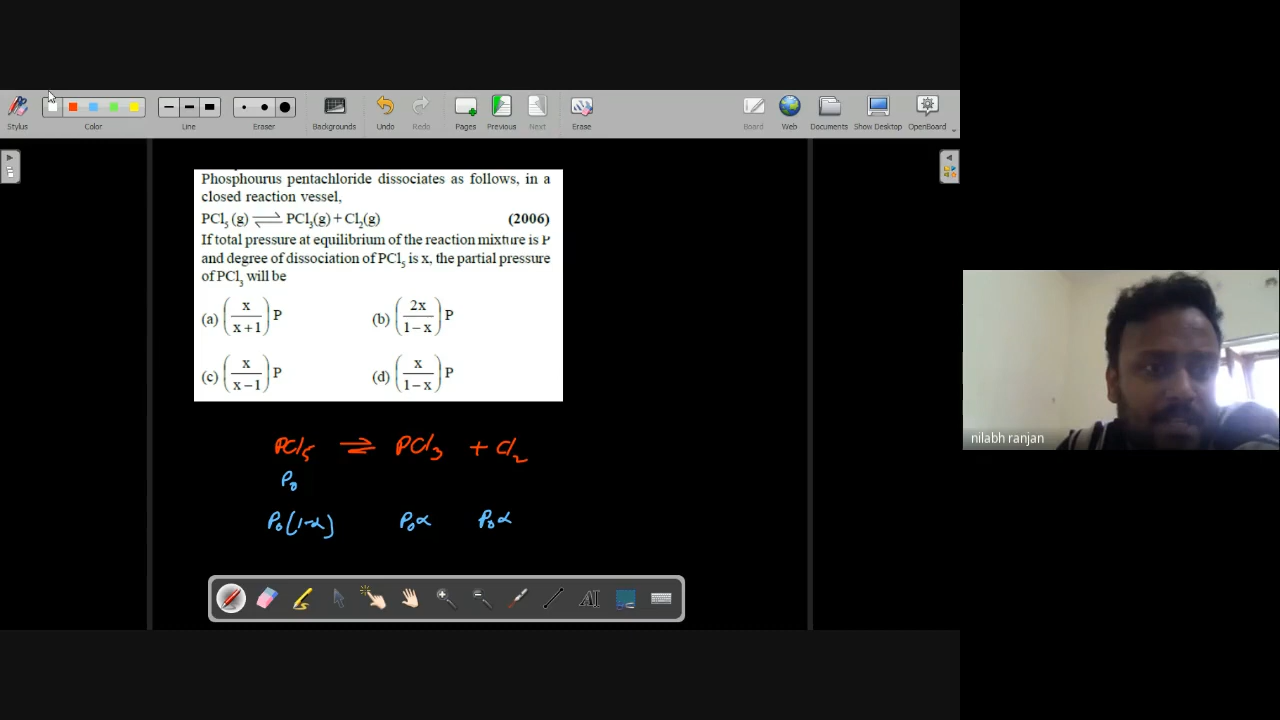 Stylus Color Line Eraser Backgrounds Undo Redo Pages Previous Next Erase Board Web Documents Show Desktop OpenBoard
Phosphourus pentachloride dissociates as follows, in a
closed reaction vessel,
PCl₅ (g) ⇌ PCl₃(g) + Cl₂(g) (2006)
If total pressure at equilibrium of the reaction mixture is P
and degree of dissociation of PCl₅ is x, the partial pressure
of PCl₃ will be
(a) (x/(x+1)) P (b) (2x/(1−x)) P
(c) (x/(x−1)) P (d) (x/(1−x)) P
PCl₅ ⇌ PCl₃ + Cl₂
P₀
P₀(1-α) P₀α P₀α
AI
nilabh ranjan